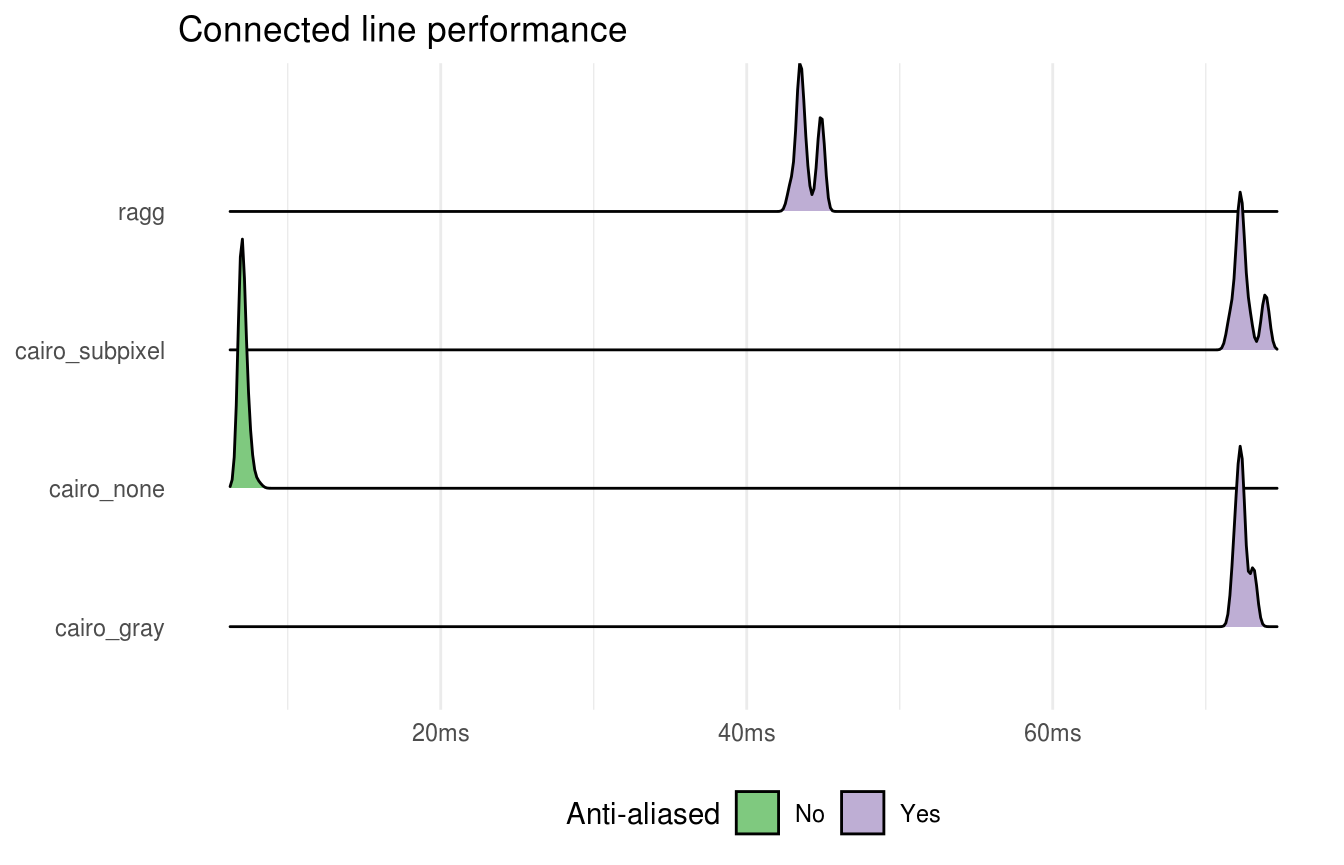 Connected line performance
ragg
cairo_subpixel
cairo_none
cairo_gray
20ms 40ms 60ms
Anti-aliased No Yes